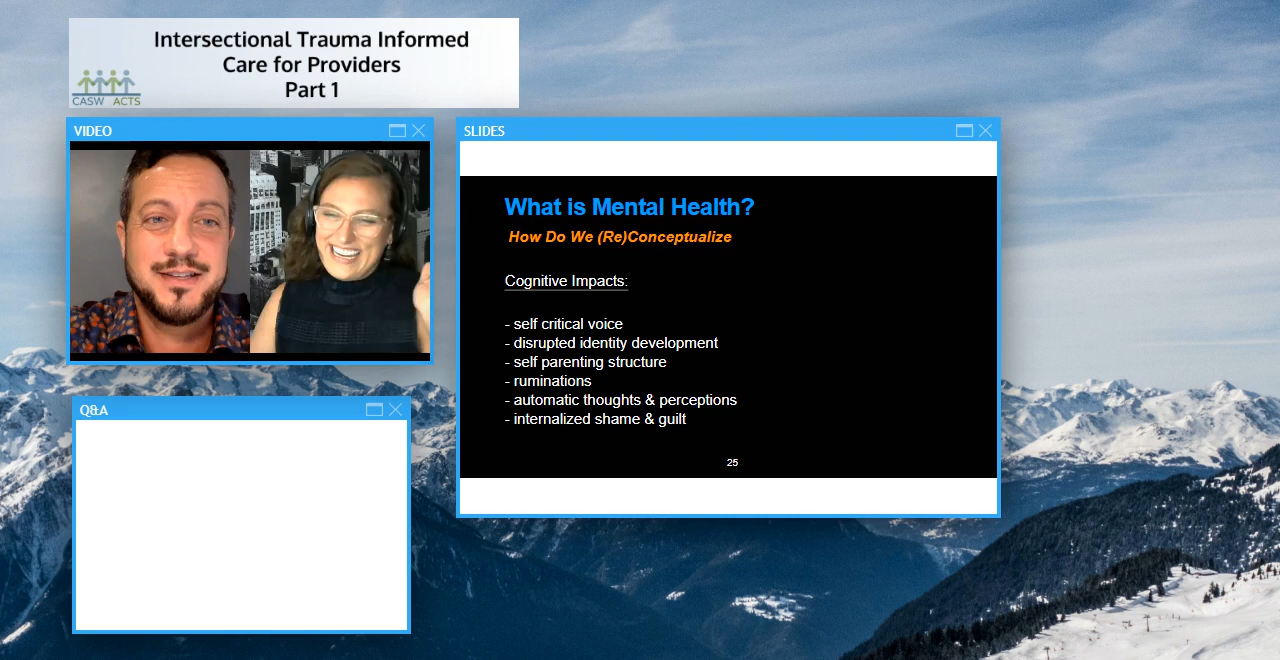 Intersectional Trauma Informed
Care for Providers
Part 1
CASW ACTS
VIDEO
SLIDES
What is Mental Health?
How Do We (Re)Conceptualize
Cognitive Impacts:
- self critical voice
- disrupted identity development
- self parenting structure
- ruminations
- automatic thoughts & perceptions
- internalized shame & guilt
25
Q&A